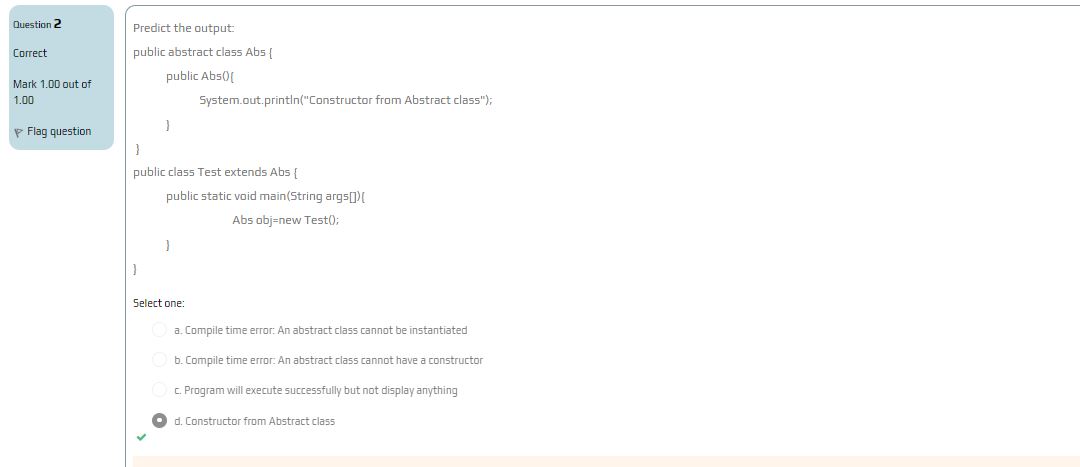 Question 2
Correct
Mark 1.00 out of
1.00
Flag question
Predict the output:
public abstract class Abs {
public Abs(){
System.out.println("Constructor from Abstract class");
}
}
public class Test extends Abs {
public static void main(String args[]){
Abs obj=new Test();
}
}
Select one:
a. Compile time error: An abstract class cannot be instantiated
b. Compile time error: An abstract class cannot have a constructor
c. Program will execute successfully but not display anything
d. Constructor from Abstract class